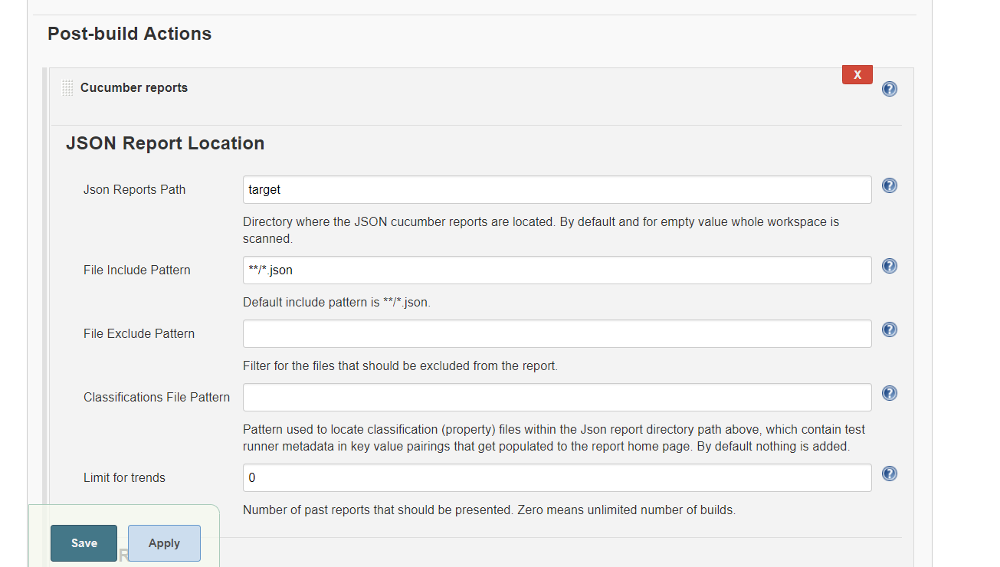 Post-build Actions
Cucumber reports
X
?
JSON Report Location
Json Reports Path
target
?
Directory where the JSON cucumber reports are located. By default and for empty value whole workspace is
scanned.
File Include Pattern
**/*.json
?
Default include pattern is **/*.json.
File Exclude Pattern
?
Filter for the files that should be excluded from the report.
Classifications File Pattern
?
Pattern used to locate classification (property) files within the Json report directory path above, which contain test
runner metadata in key value pairings that get populated to the report home page. By default nothing is added.
Limit for trends
0
?
Number of past reports that should be presented. Zero means unlimited number of builds.
Save
Apply